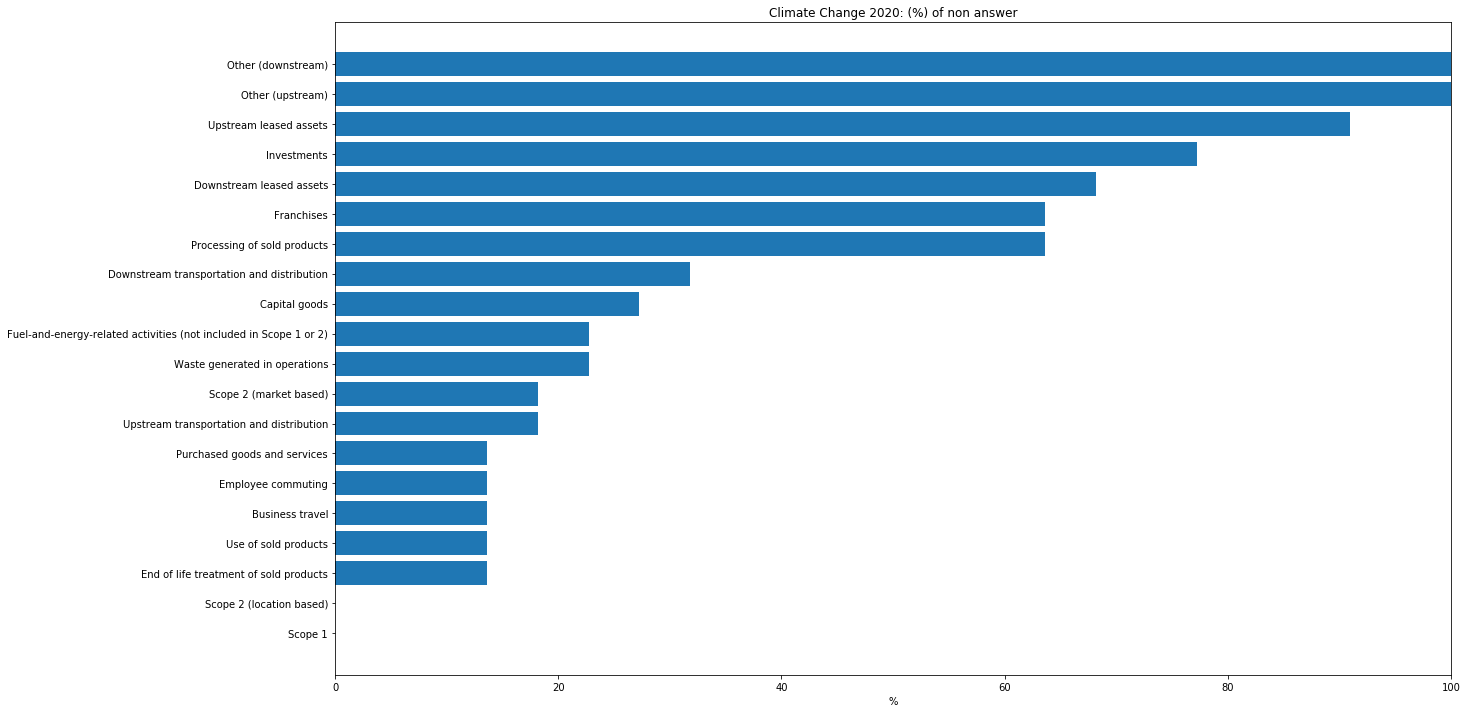 Climate Change 2020: (%) of non answer
Other (downstream)
Other (upstream)
Upstream leased assets
Investments
Downstream leased assets
Franchises
Processing of sold products
Downstream transportation and distribution
Capital goods
Fuel-and-energy-related activities (not included in Scope 1 or 2)
Waste generated in operations
Scope 2 (market based)
Upstream transportation and distribution
Purchased goods and services
Employee commuting
Business travel
Use of sold products
End of life treatment of sold products
Scope 2 (location based)
Scope 1
0 20 40 60 80 100
%